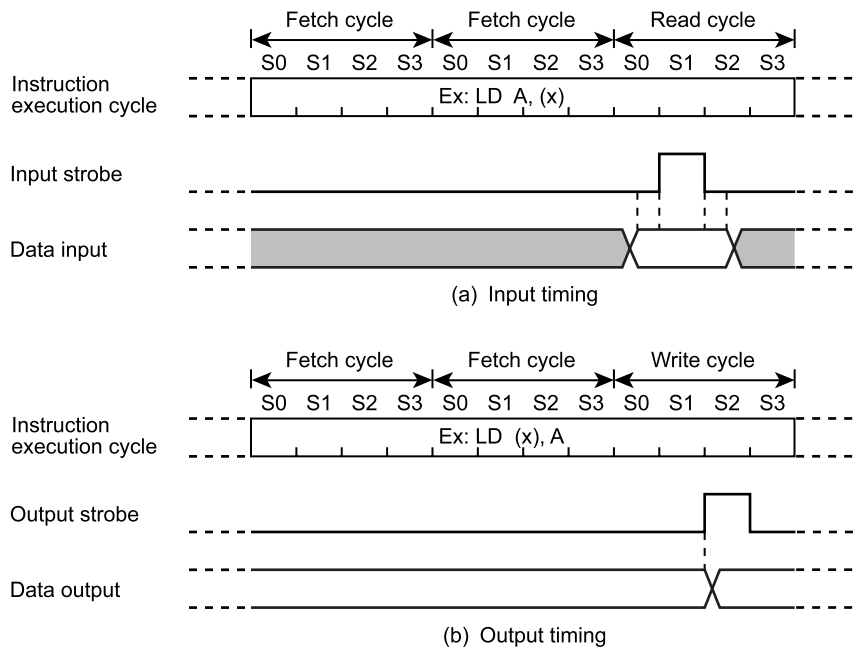 Fetch cycle Fetch cycle Read cycle
S0 S1 S2 S3 S0 S1 S2 S3 S0 S1 S2 S3
Instruction
execution cycle
Ex: LD A, (x)
Input strobe
Data input
(a) Input timing
Fetch cycle Fetch cycle Write cycle
S0 S1 S2 S3 S0 S1 S2 S3 S0 S1 S2 S3
Instruction
execution cycle
Ex: LD (x), A
Output strobe
Data output
(b) Output timing